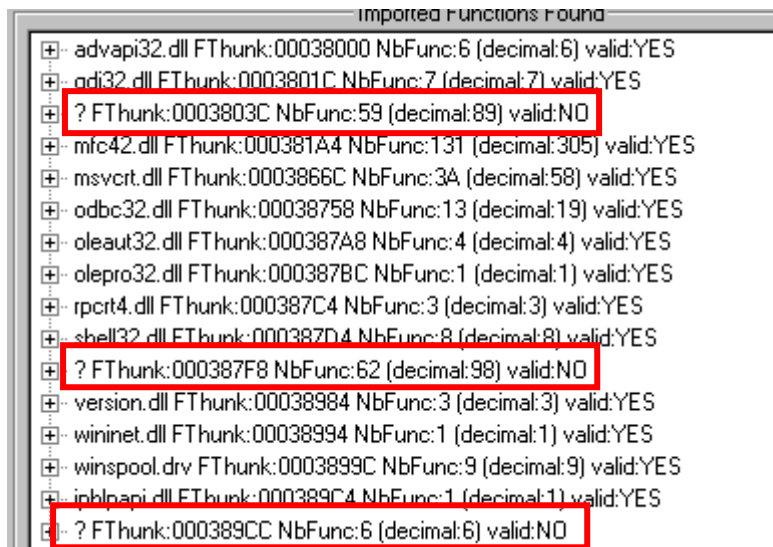 Imported Functions Found
advapi32.dll FThunk:00038000 NbFunc:6 (decimal:6) valid:YES
gdi32.dll FThunk:0003801C NbFunc:7 (decimal:7) valid:YES
? FThunk:0003803C NbFunc:59 (decimal:89) valid:NO
mfc42.dll FThunk:000381A4 NbFunc:131 (decimal:305) valid:YES
msvcrt.dll FThunk:0003866C NbFunc:3A (decimal:58) valid:YES
odbc32.dll FThunk:00038758 NbFunc:13 (decimal:19) valid:YES
oleaut32.dll FThunk:000387A8 NbFunc:4 (decimal:4) valid:YES
olepro32.dll FThunk:000387BC NbFunc:1 (decimal:1) valid:YES
rpcrt4.dll FThunk:000387C4 NbFunc:3 (decimal:3) valid:YES
shell32.dll FThunk:000387D4 NbFunc:8 (decimal:8) valid:YES
? FThunk:000387F8 NbFunc:62 (decimal:98) valid:NO
version.dll FThunk:00038984 NbFunc:3 (decimal:3) valid:YES
wininet.dll FThunk:00038994 NbFunc:1 (decimal:1) valid:YES
winspool.drv FThunk:0003899C NbFunc:9 (decimal:9) valid:YES
iphlpapi.dll FThunk:000389C4 NbFunc:1 (decimal:1) valid:YES
? FThunk:000389CC NbFunc:6 (decimal:6) valid:NO